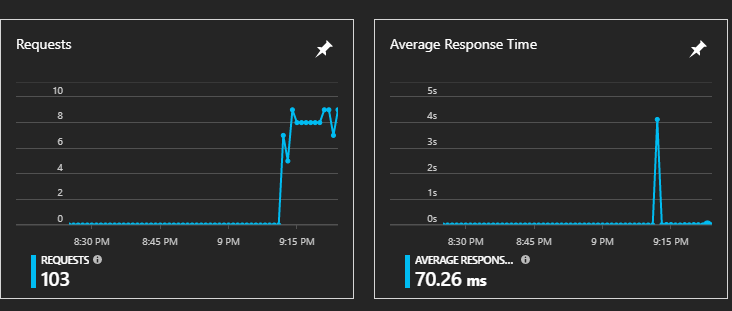 Requests
10
8
6
4
2
0
8:30 PM 8:45 PM 9 PM 9:15 PM
REQUESTS
103
Average Response Time
5s
4s
3s
2s
1s
0s
8:30 PM 8:45 PM 9 PM 9:15 PM
AVERAGE RESPONS...
70.26 ms